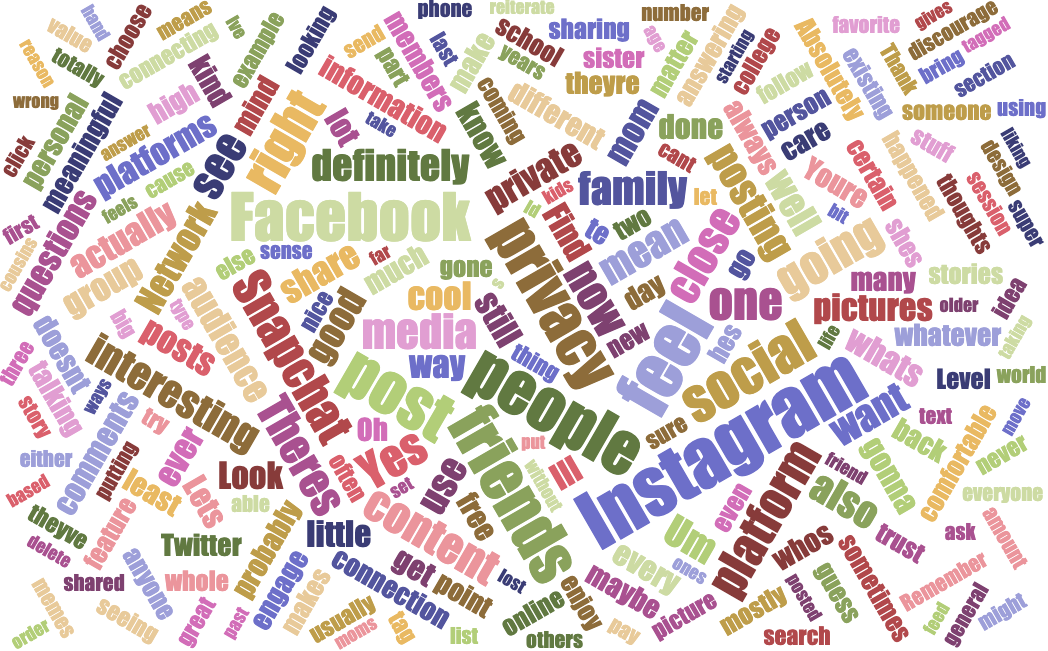 value
hand
choose
means
live
example
looking
phone
reiterate
number
favorite
gives
discourage
tagged
reason
totally
connecting
kind
send
part
members
last
make
school
years
sharing
sister
theyre
age
matter
answering
starting
college
follow
Absolutely
existing
Thank
bring
section
wrong
personal
meaningful
answer
high
mind
information
lot
take
know
coming
different
mom
done
always
person
care
someone
using
click
platforms
cause
see
right
definitely
private
kids
family
cant
let
posting
well
Youre
certain
happened
stuff
liking
design
super
thoughts
session
first
cousins
questions
feels
actually
Network
Facebook
id
Find
te
two
mean
close
go
bit
going
shes
group
else
sense
share
far
much
gone
s
privacy
now
day
one
many
pictures
older
stories
idea
taking
big
type
audience
Snapchat
nice
good
cool
media
still
new
feel
hes
social
like
whats
whatever
three
doesnt
talking
posts
interesting
way
thing
post
people
Level
world
story
ways
comments
try
Theres
Oh
Yes
friends
put
sure
Instagram
Want
text
comfortable
move
never
either
based
putting
ever
least
Lets
Look
able
often
set
use
without
Ill
friend
back
gonna
everyone
theyve
delete
feature
Twitter
probably
little
content
free
even
Um
platform
also
whos
trust
ask
amount
shared
anyone
whole
engage
connection
get
point
lost
enjoy
every
ones
maybe
posted
guess
sometimes
Remember
feed
general
might
order
memes
seeing
great
past
makes
usually
moms
tag
list
online
others
pay
picture
mostly
search